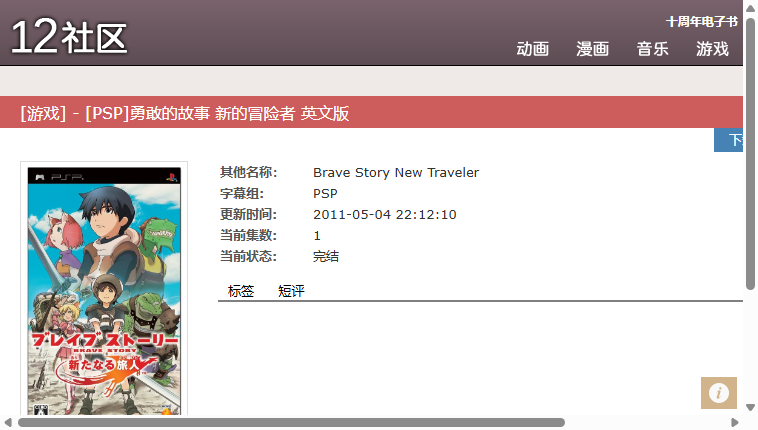 12社区
十周年电子书
动画 漫画 音乐 游戏
[游戏] - [PSP]勇敢的故事 新的冒险者 英文版
其他名称: Brave Story New Traveler
字幕组: PSP
更新时间: 2011-05-04 22:12:10
当前集数: 1
当前状态: 完结
标签 短评
PSP
ブレイブ ストーリー
BRAVE STORY
新たなる旅人